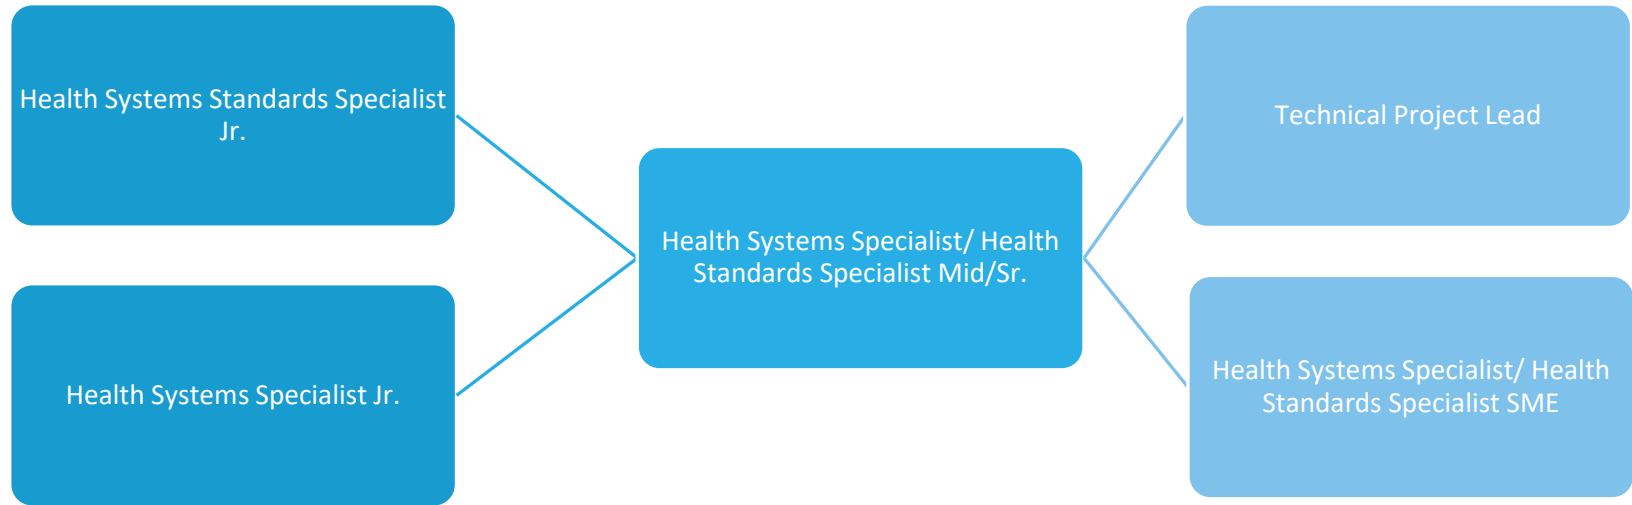 Health Systems Standards Specialist
Jr.
Health Systems Specialist Jr.
Health Systems Specialist/ Health
Standards Specialist Mid/Sr.
Technical Project Lead
Health Systems Specialist/ Health
Standards Specialist SME